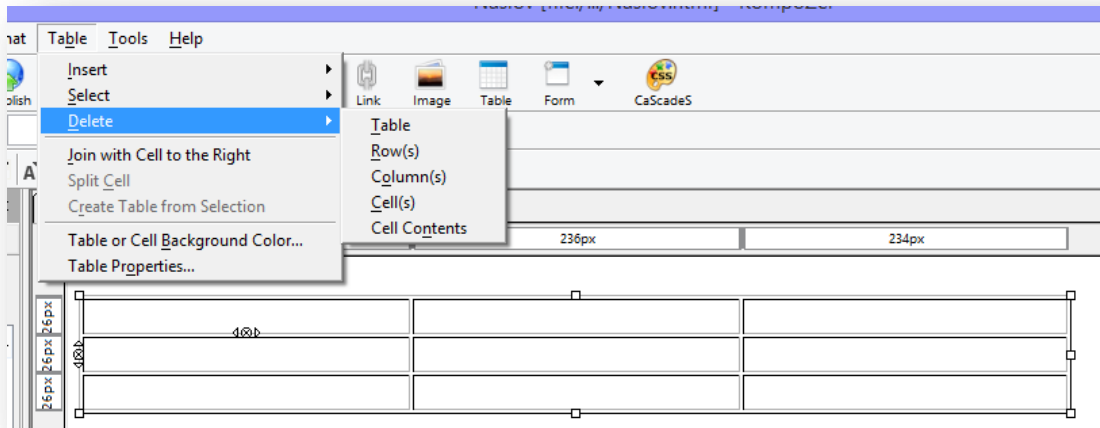 Table Tools Help
Insert
Select
Delete
Join with Cell to the Right
Split Cell
Create Table from Selection
Table or Cell Background Color...
Table Properties...
Link Image Table Form CaScadeS
Table
Row(s)
Column(s)
Cell(s)
Cell Contents
236px 234px
26px
26px
26px